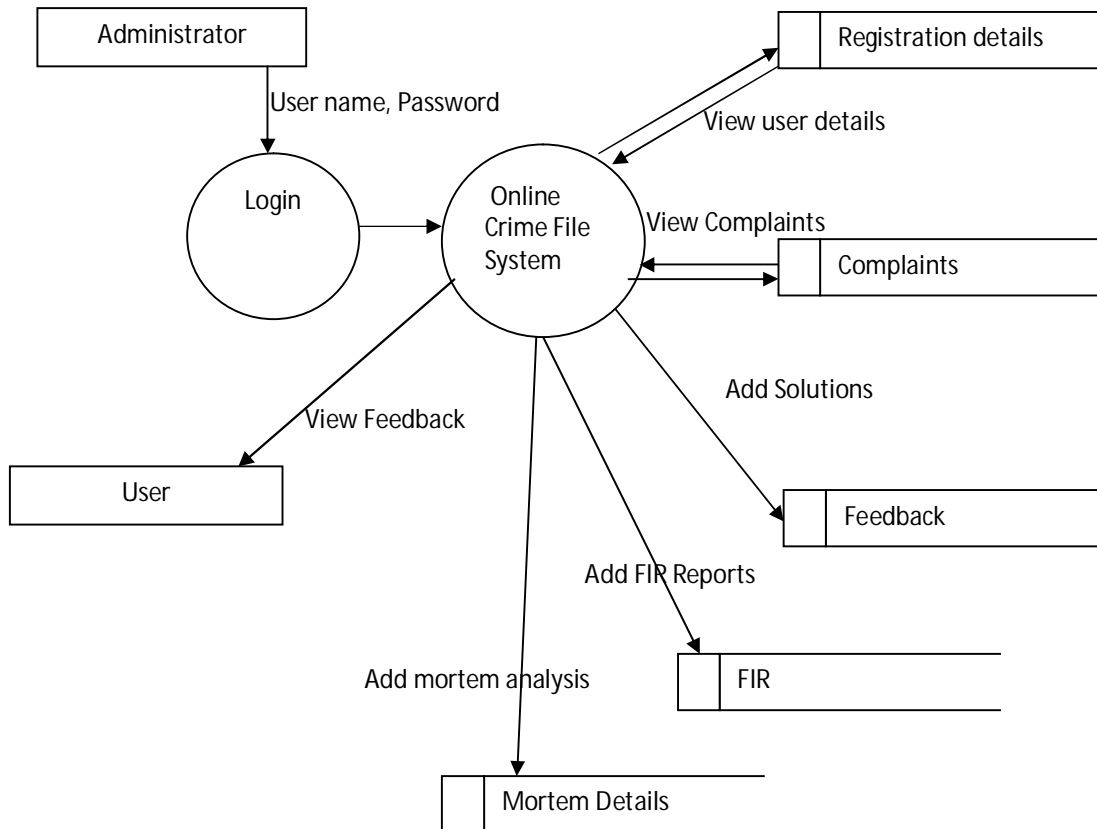 Administrator
Registration details
User name, Password
View user details
Login
Online
Crime File
System
View Complaints
Complaints
Add Solutions
View Feedback
User
Feedback
Add FIR Reports
Add mortem analysis
FIR
Mortem Details